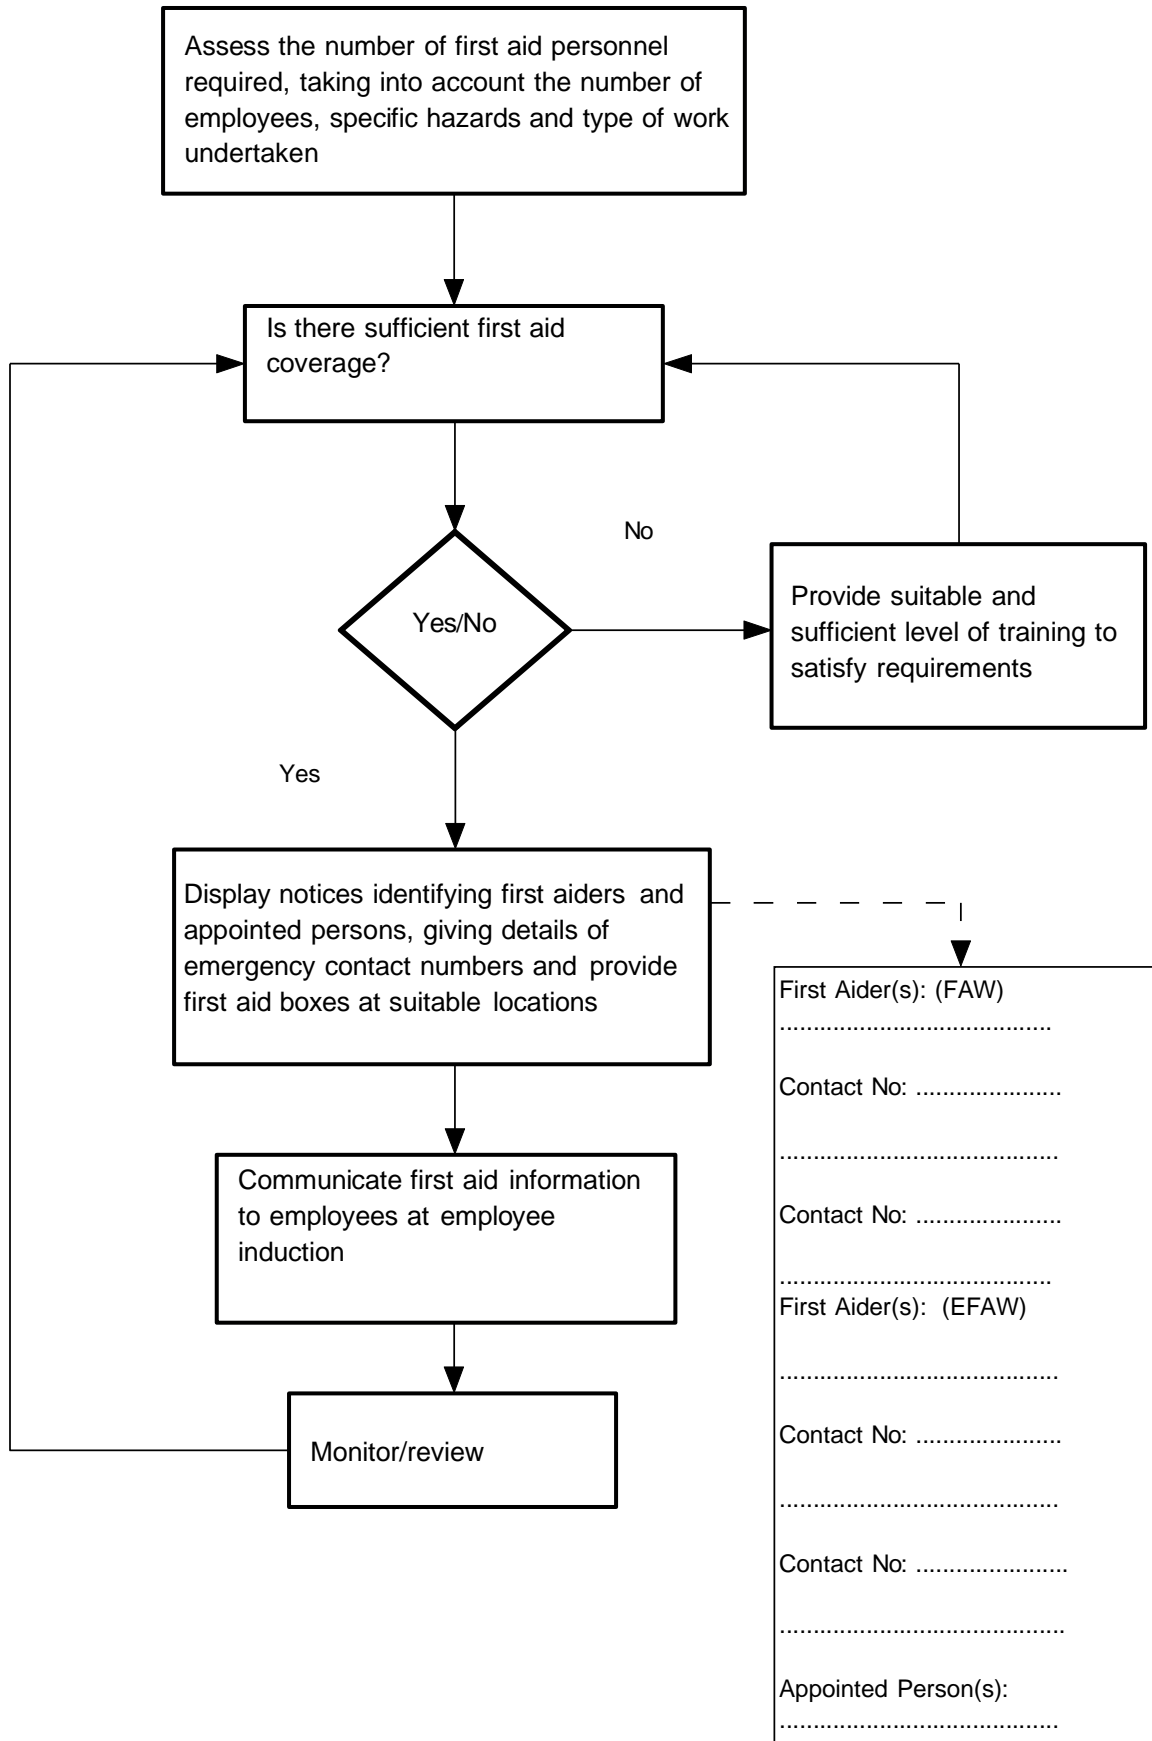 Assess the number of first aid personnel
required, taking into account the number of
employees, specific hazards and type of work
undertaken
Is there sufficient first aid
coverage?
No
Yes/No
Provide suitable and
sufficient level of training to
satisfy requirements
Yes
Display notices identifying first aiders and
appointed persons, giving details of
emergency contact numbers and provide
first aid boxes at suitable locations
Communicate first aid information
to employees at employee
induction
Monitor/review
First Aider(s): (FAW)
.........................................
Contact No: ......................
..........................................
Contact No: ......................
.........................................
First Aider(s): (EFAW)
..........................................
Contact No: ......................
..........................................
Contact No: .......................
...........................................
Appointed Person(s):
..........................................